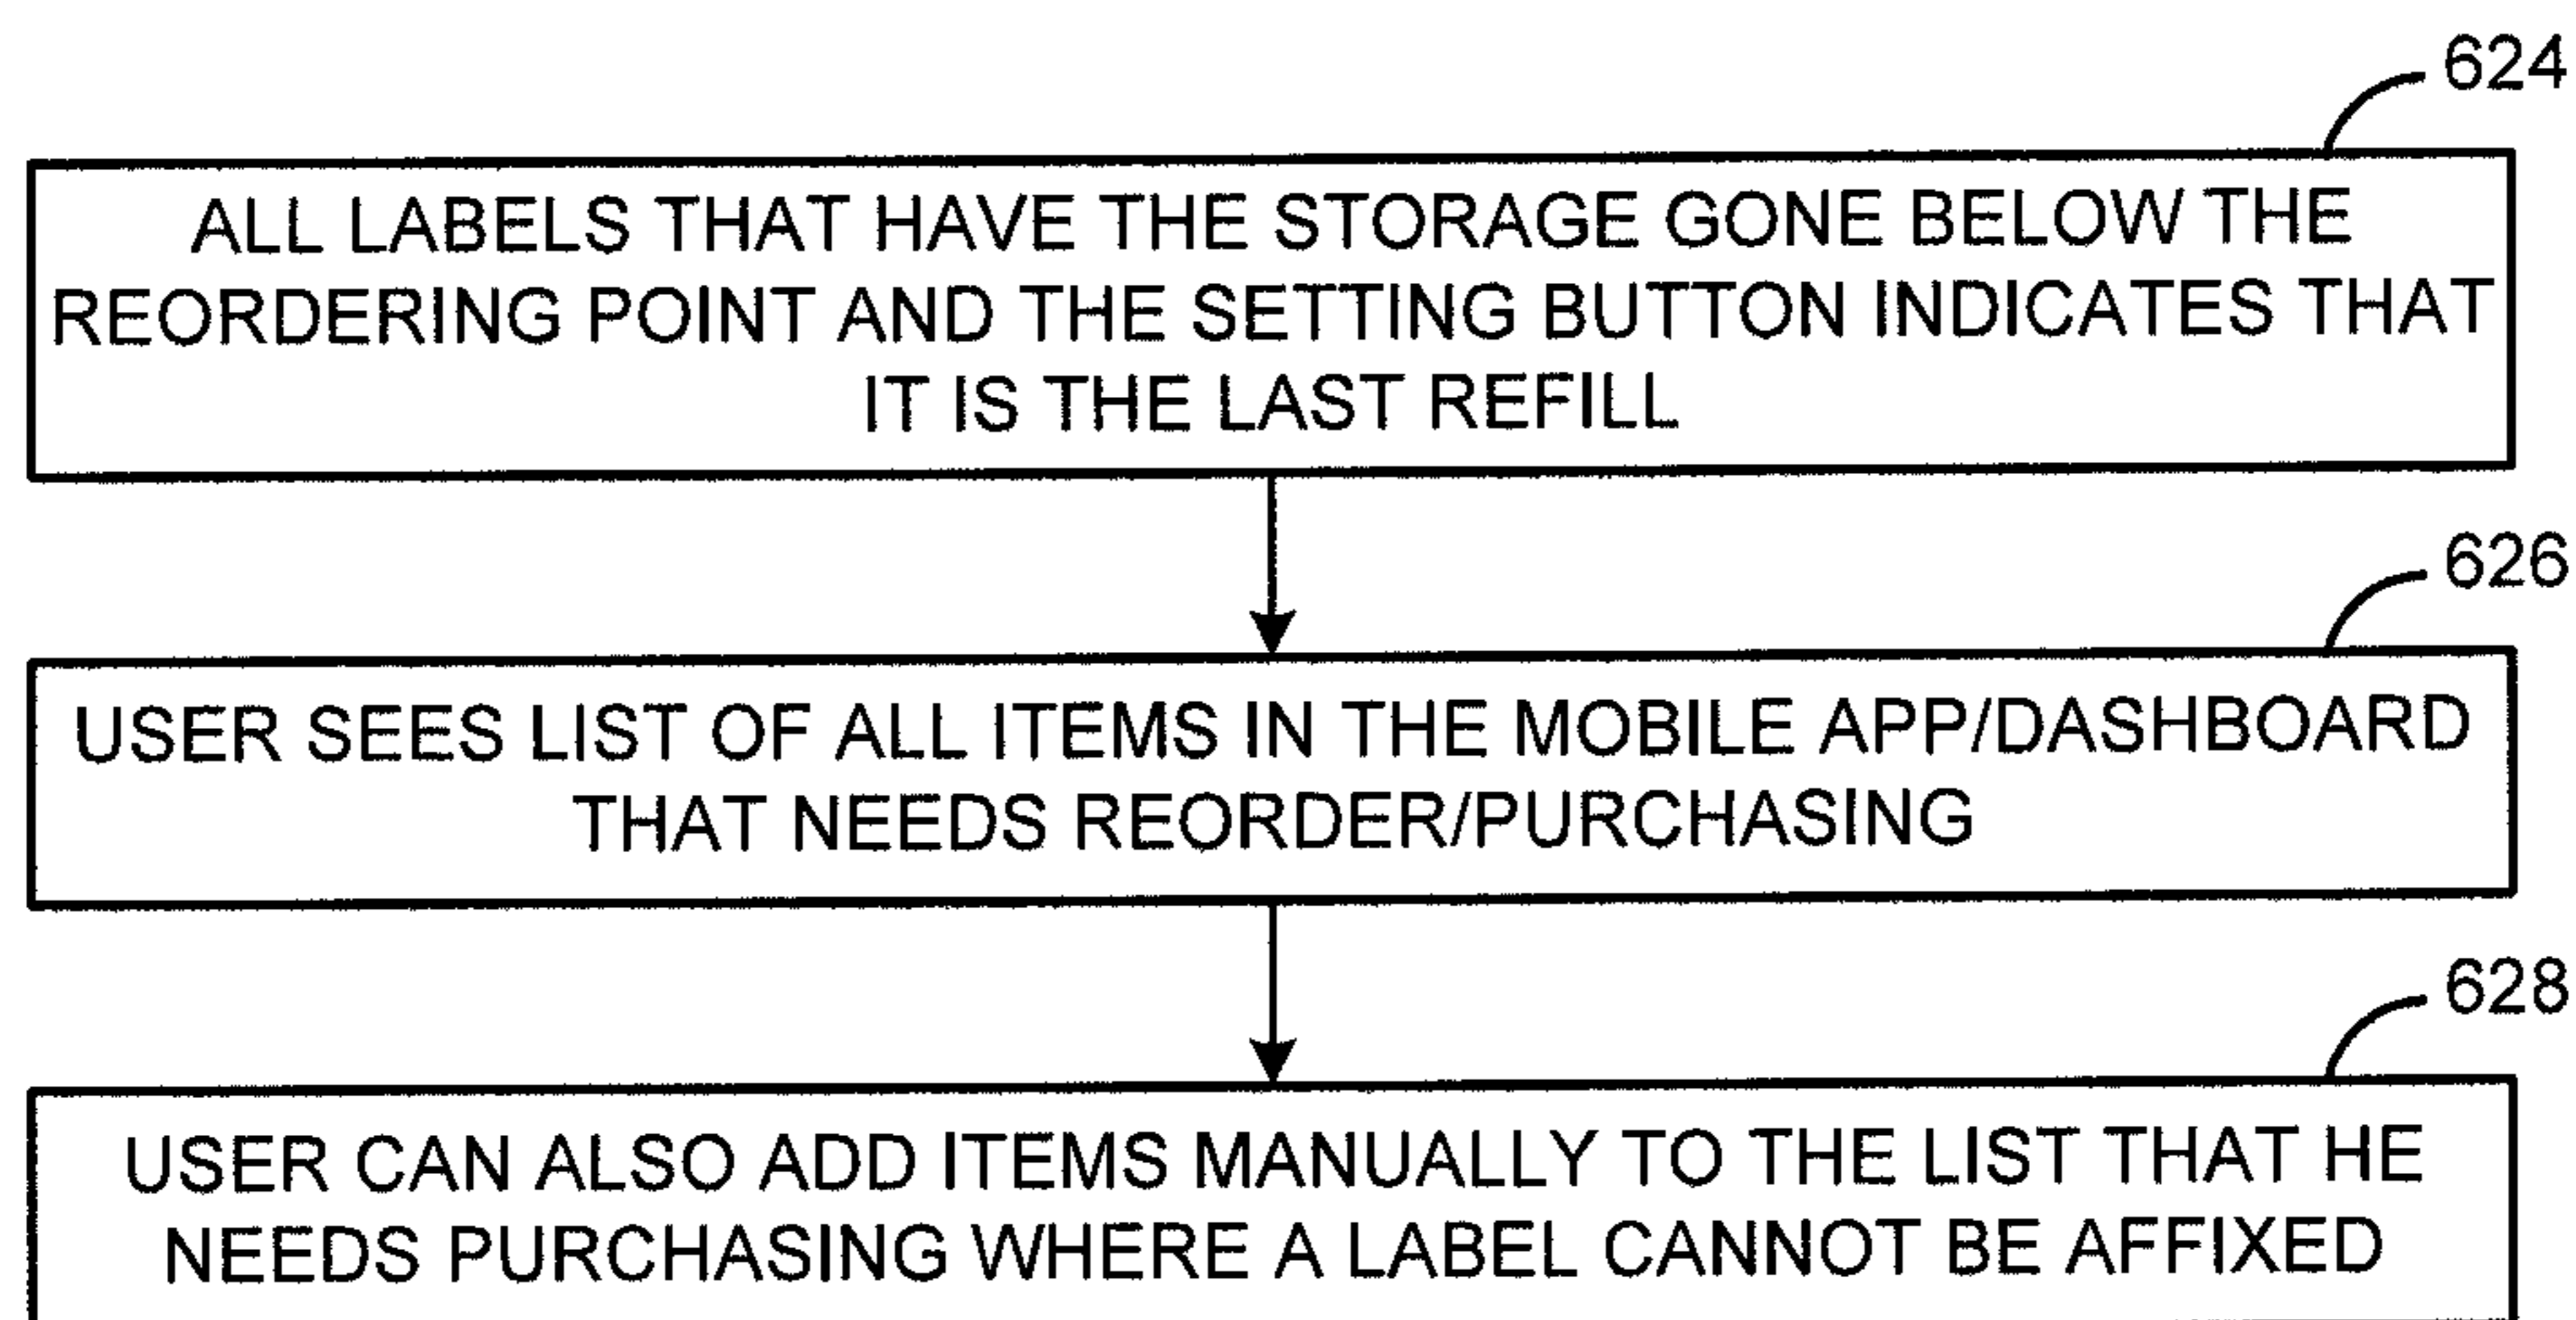 624
ALL LABELS THAT HAVE THE STORAGE GONE BELOW THE
REORDERING POINT AND THE SETTING BUTTON INDICATES THAT
IT IS THE LAST REFILL
626
USER SEES LIST OF ALL ITEMS IN THE MOBILE APP/DASHBOARD
THAT NEEDS REORDER/PURCHASING
628
USER CAN ALSO ADD ITEMS MANUALLY TO THE LIST THAT HE
NEEDS PURCHASING WHERE A LABEL CANNOT BE AFFIXED